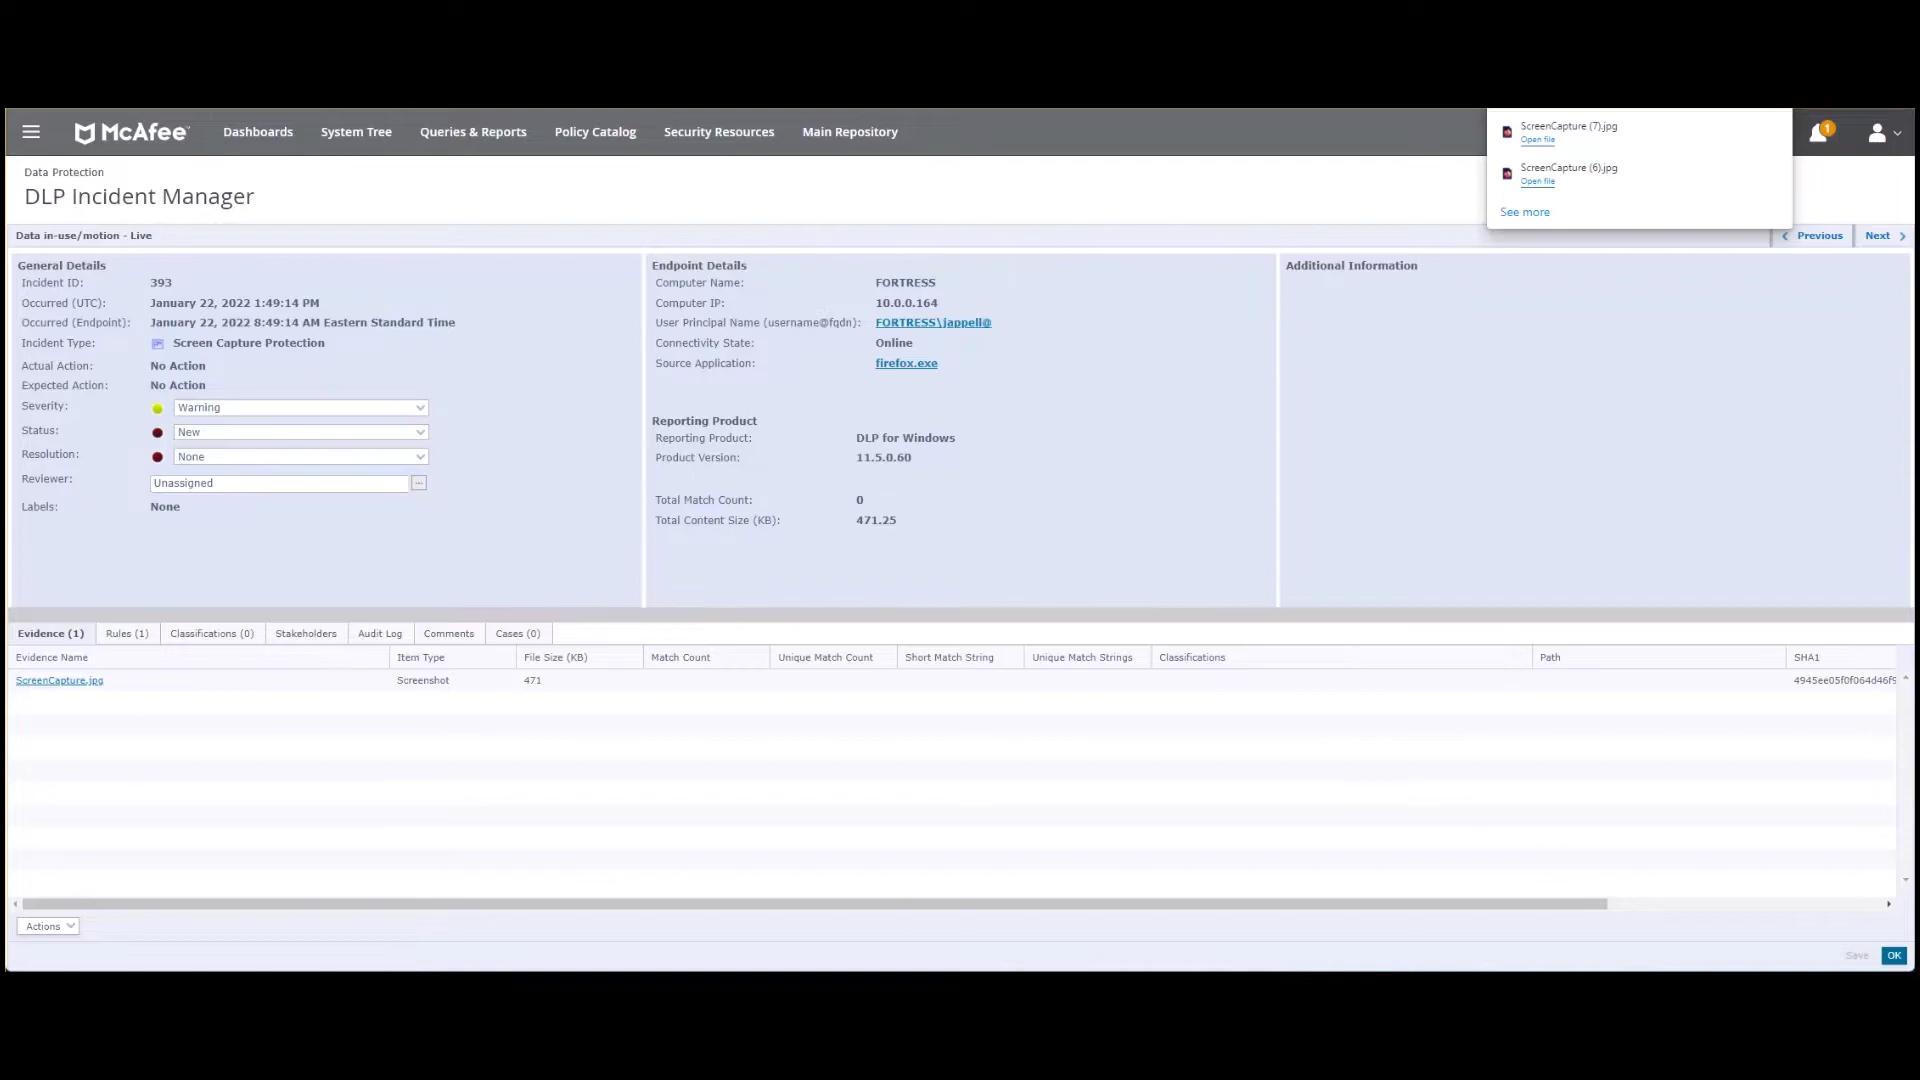 McAfee Dashboards System Tree Queries & Reports Policy Catalog Security Resources Main Repository
ScreenCapture (7).jpg
Open file
ScreenCapture (6).jpg
Open file
See more
1
Data Protection
DLP Incident Manager
Data in-use/motion - Live
Previous Next
General Details
Incident ID: 393
Occurred (UTC): January 22, 2022 1:49:14 PM
Occurred (Endpoint): January 22, 2022 8:49:14 AM Eastern Standard Time
Incident Type: Screen Capture Protection
Actual Action: No Action
Expected Action: No Action
Severity: Warning
Status: New
Resolution: None
Reviewer: Unassigned ...
Labels: None
Endpoint Details
Computer Name: FORTRESS
Computer IP: 10.0.0.164
User Principal Name (username@fqdn): FORTRESS\jappell@
Connectivity State: Online
Source Application: firefox.exe
Reporting Product
Reporting Product: DLP for Windows
Product Version: 11.5.0.60
Total Match Count: 0
Total Content Size (KB): 471.25
Additional Information
Evidence (1) Rules (1) Classifications (0) Stakeholders Audit Log Comments Cases (0)
Evidence Name Item Type File Size (KB) Match Count Unique Match Count Short Match String Unique Match Strings Classifications Path SHA1
ScreenCapture.jpg Screenshot 471 4945ee05f0f064d46f9
Actions
Save OK